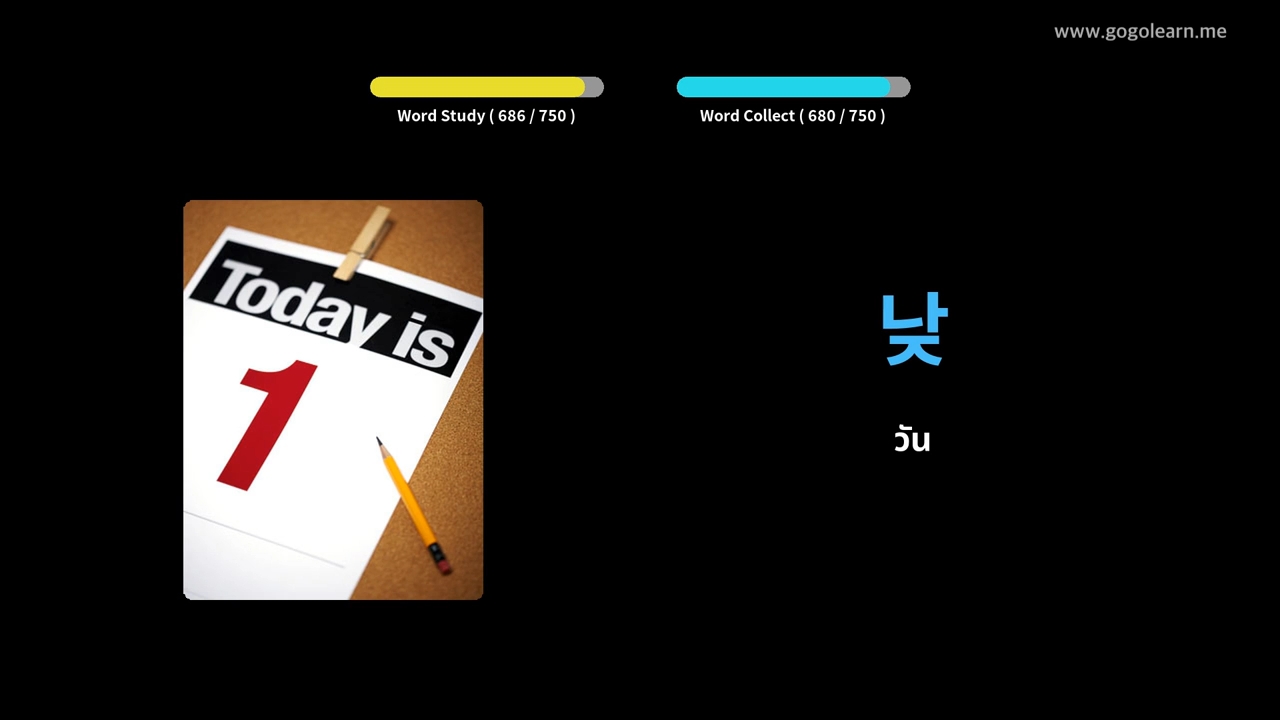 www.gogolearn.me
Word Study ( 686 / 750 )
Word Collect ( 680 / 750 )
Today is
1
낮
วัน